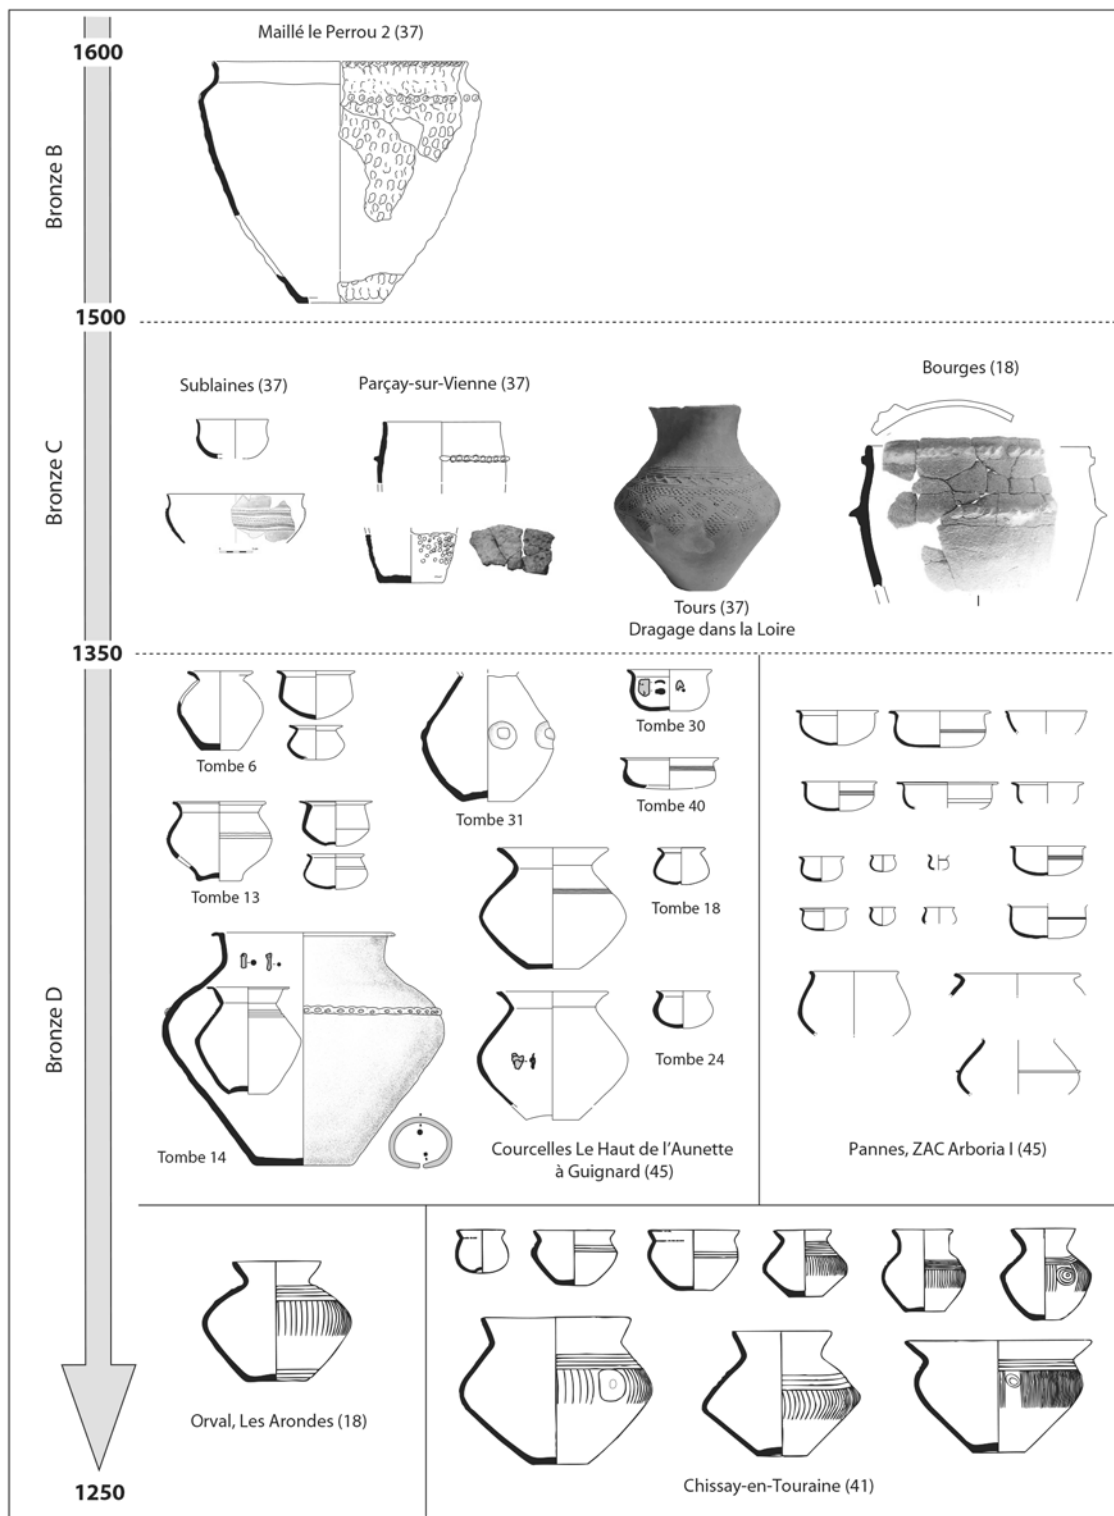 1600
Maillé le Perrou 2 (37)
Bronze B
1500
Sublaines (37)
Parçay-sur-Vienne (37)
Bourges (18)
Bronze C
Tours (37)
Dragage dans la Loire
1350
Tombe 6
Tombe 31
Tombe 30
Tombe 40
Tombe 13
Tombe 18
Bronze D
Tombe 14
Tombe 24
Courcelles Le Haut de l'Aunette
à Guignard (45)
Pannes, ZAC Arboria I (45)
Orval, Les Arondes (18)
Chissay-en-Touraine (41)
1250